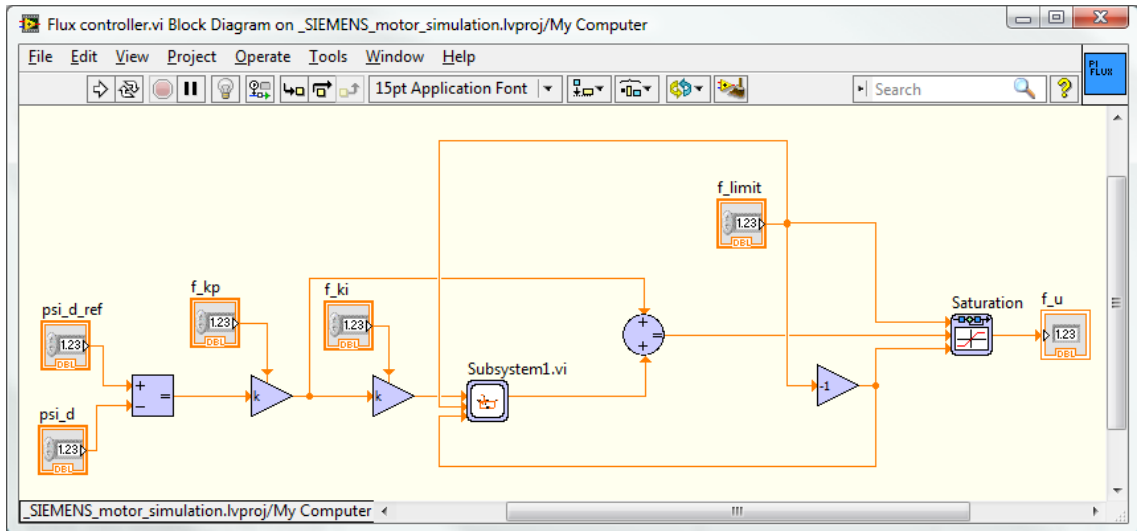 Flux controller.vi Block Diagram on _SIEMENS_motor_simulation.lvproj/My Computer
File Edit View Project Operate Tools Window Help
PI
FLUX
15pt Application Font
Search
f_limit
1.23
DBL
f_kp
1.23
DBL
f_ki
1.23
DBL
psi_d_ref
1.23
DBL
Saturation
f_u
1.23
DBL
+
+
=
Subsystem1.vi
+
−
=
k
k
-1
psi_d
1.23
DBL
_SIEMENS_motor_simulation.lvproj/My Computer